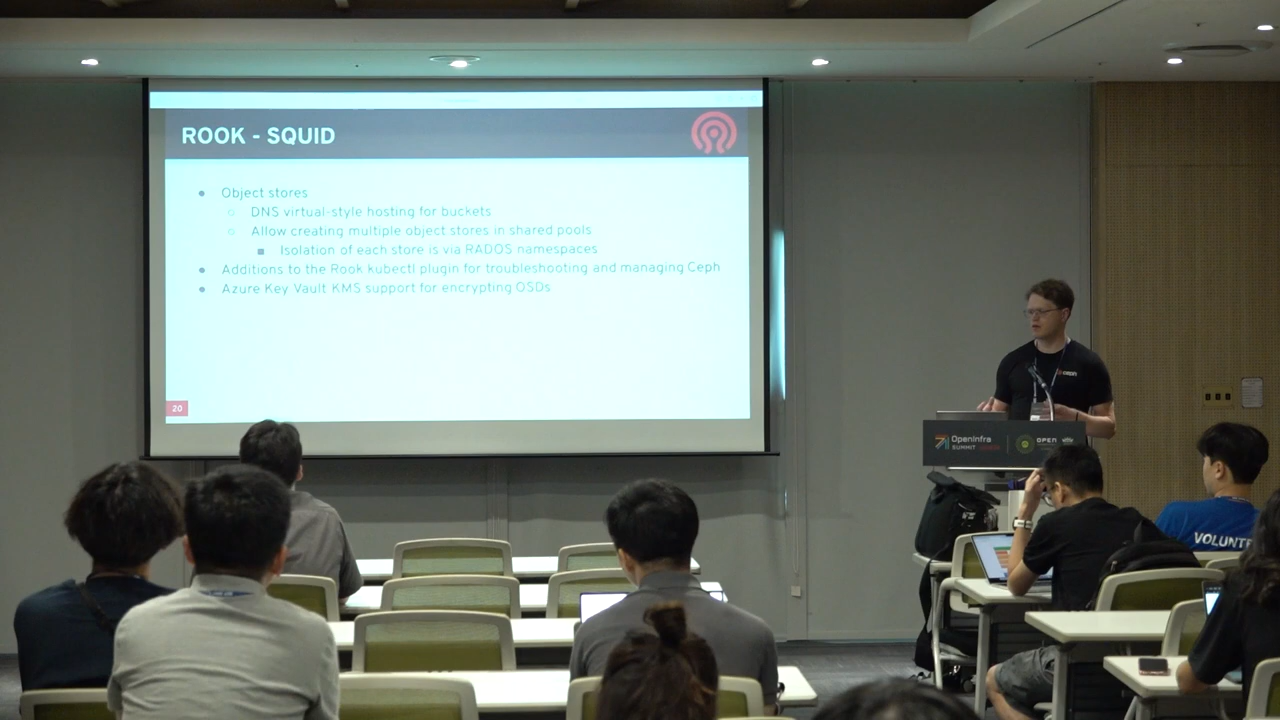 ROOK - SQUID
● Object stores
○ DNS virtual-style hosting for buckets
○ Allow creating multiple object stores in shared pools
■ Isolation of each store is via RADOS namespaces
● Additions to the Rook kubectl plugin for troubleshooting and managing Ceph
● Azure Key Vault KMS support for encrypting OSDs
20
ceph
OpenInfra
SUMMIT
OPEN
VOLUNTE